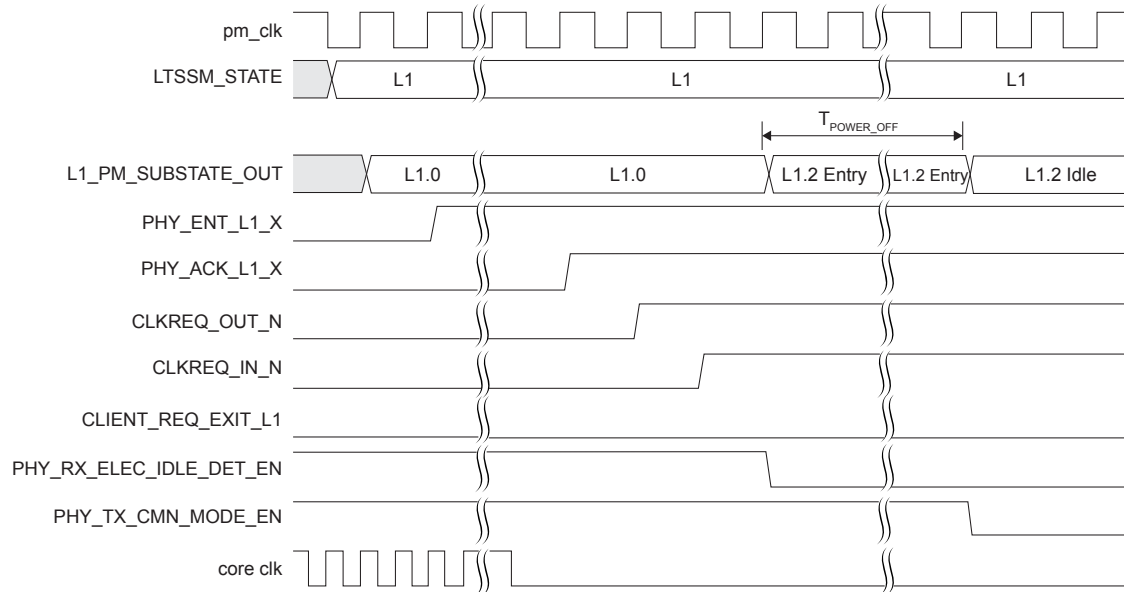 pm_clk
LTSSM_STATE L1 L1 L1
T_POWER_OFF
L1_PM_SUBSTATE_OUT L1.0 L1.0 L1.2 Entry L1.2 Entry L1.2 Idle
PHY_ENT_L1_X
PHY_ACK_L1_X
CLKREQ_OUT_N
CLKREQ_IN_N
CLIENT_REQ_EXIT_L1
PHY_RX_ELEC_IDLE_DET_EN
PHY_TX_CMN_MODE_EN
core clk